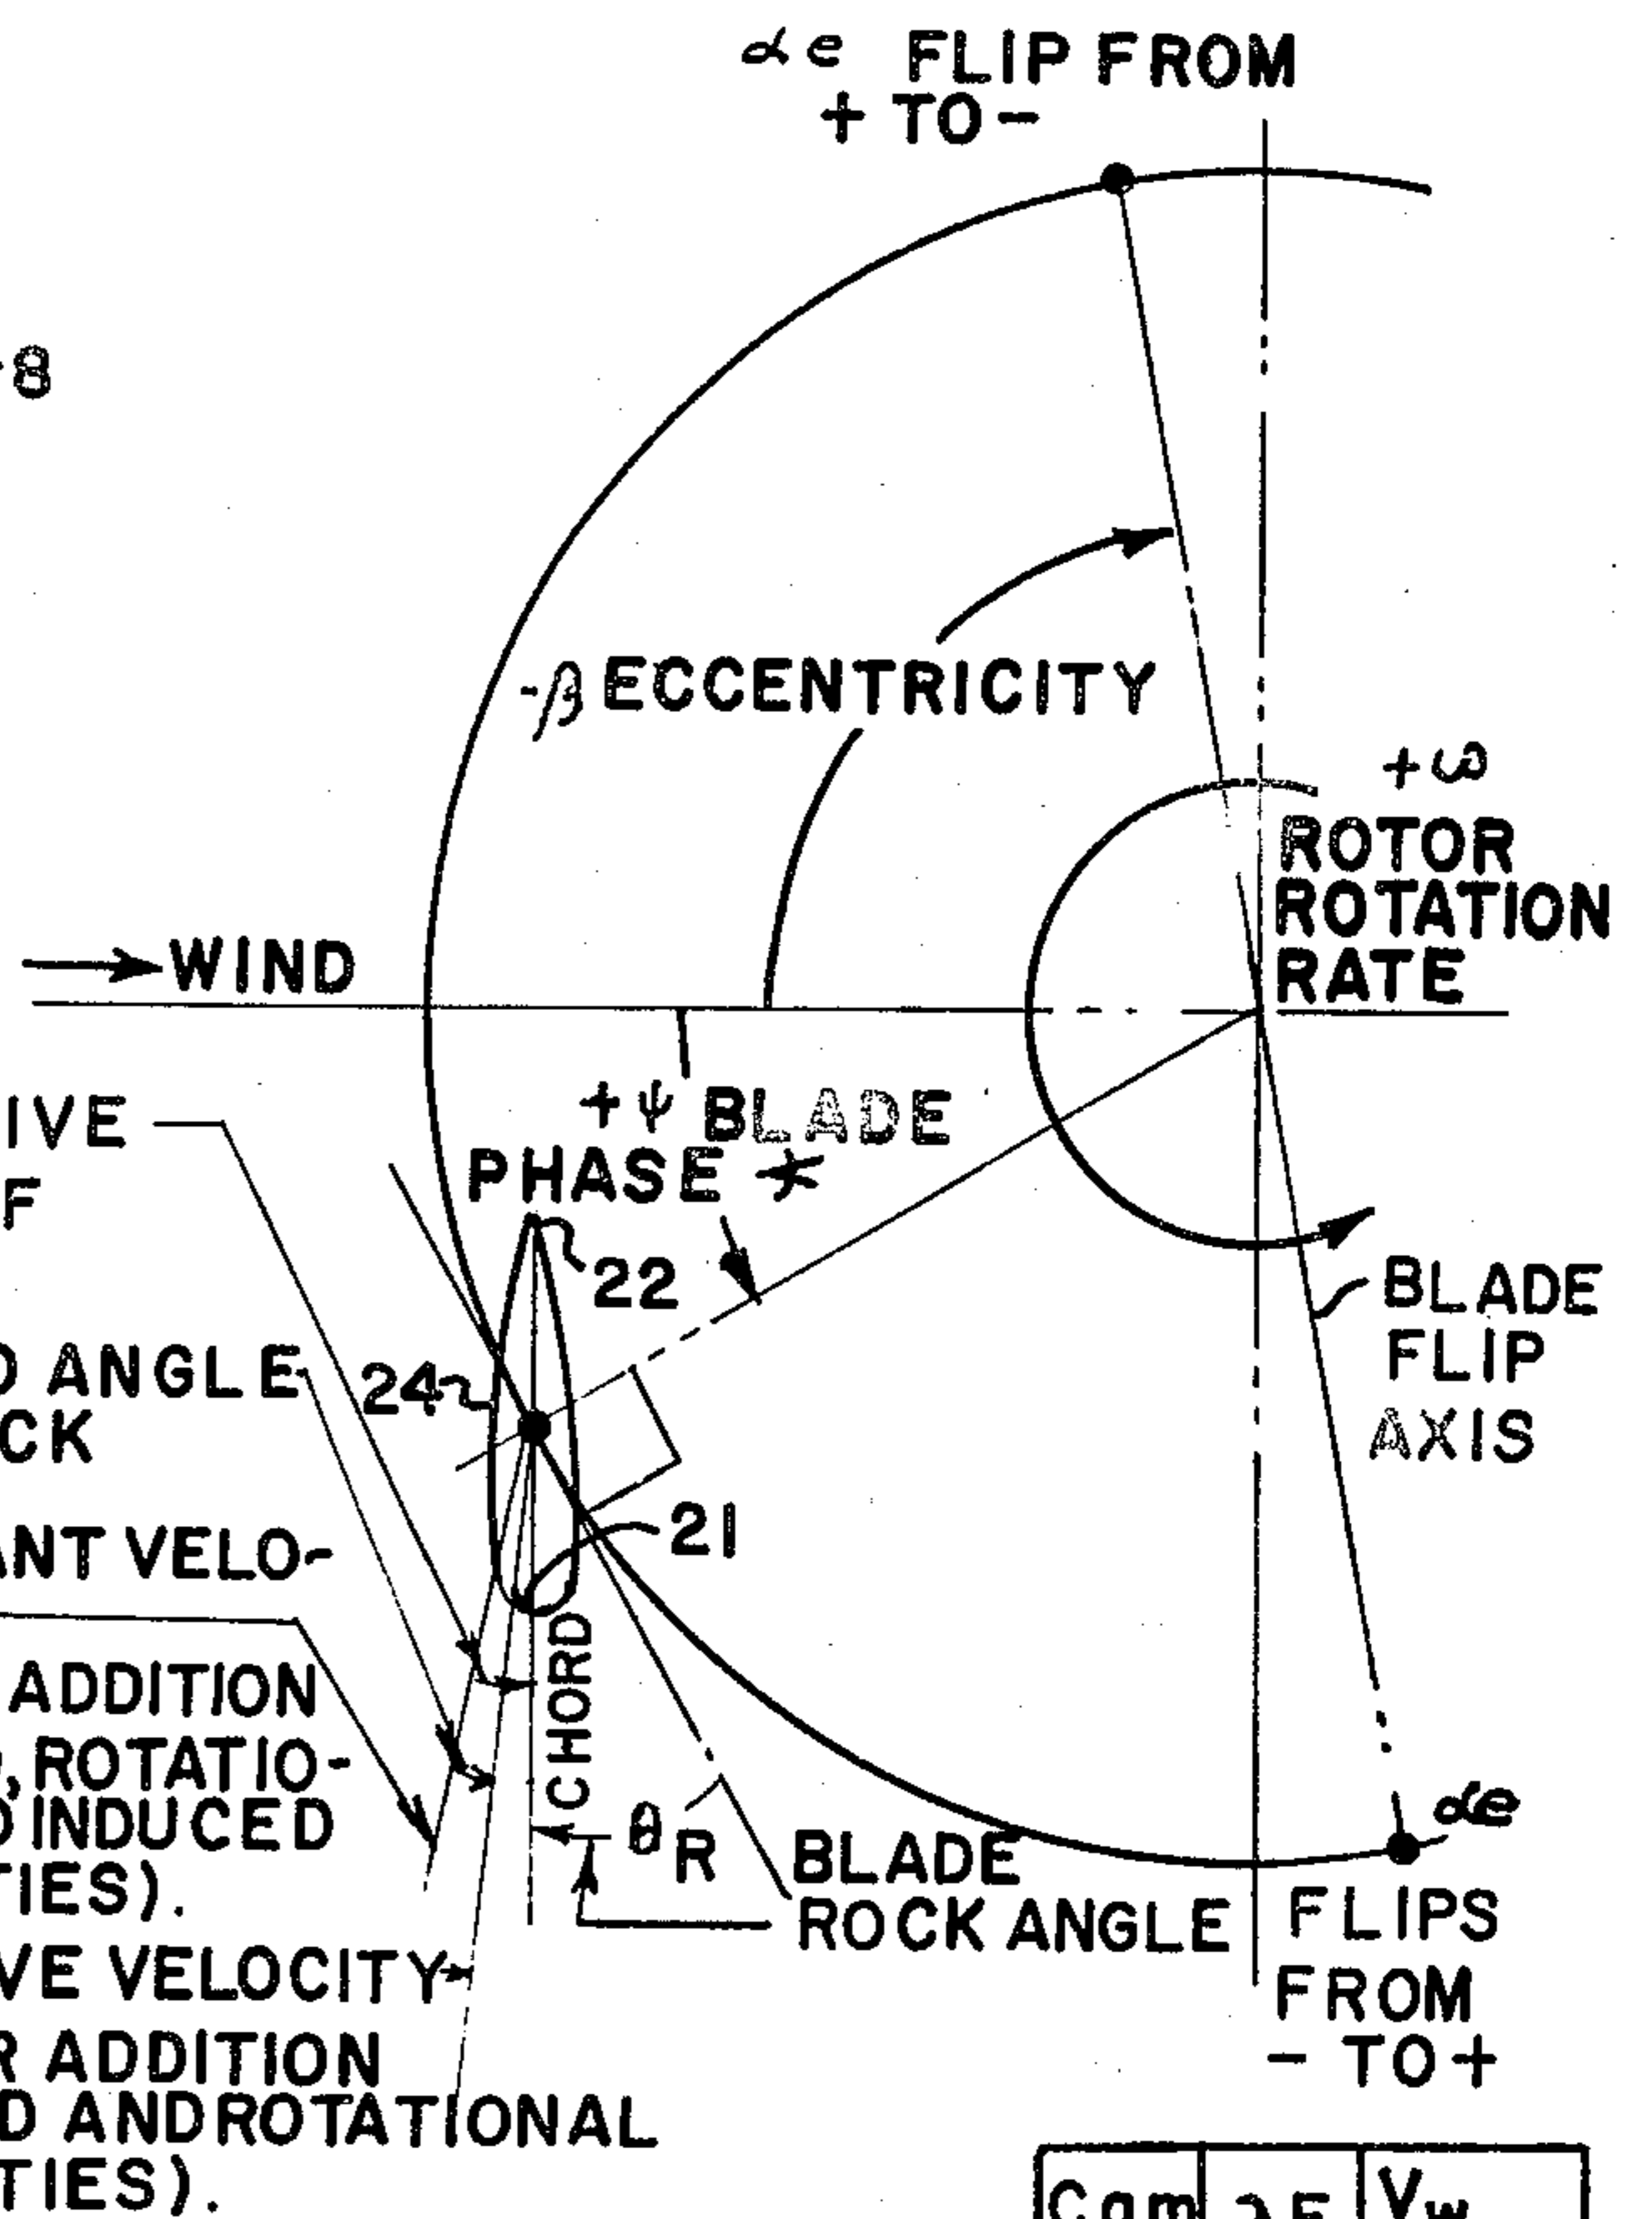 αe FLIP FROM
+ TO -
8
-β ECCENTRICITY
+ω
ROTOR
ROTATION
RATE
WIND
+ψ BLADE
PHASE ∠
IVE
F
22
BLADE
FLIP
AXIS
ANGLE
24
CK
21
ANT VELO-
CHORD
ADDITION
, ROTATIO-
D INDUCED
TIES).
θR
BLADE
ROCK ANGLE
αe
FLIPS
FROM
- TO +
VE VELOCITY
R ADDITION
D AND ROTATIONAL
TIES).
Vw